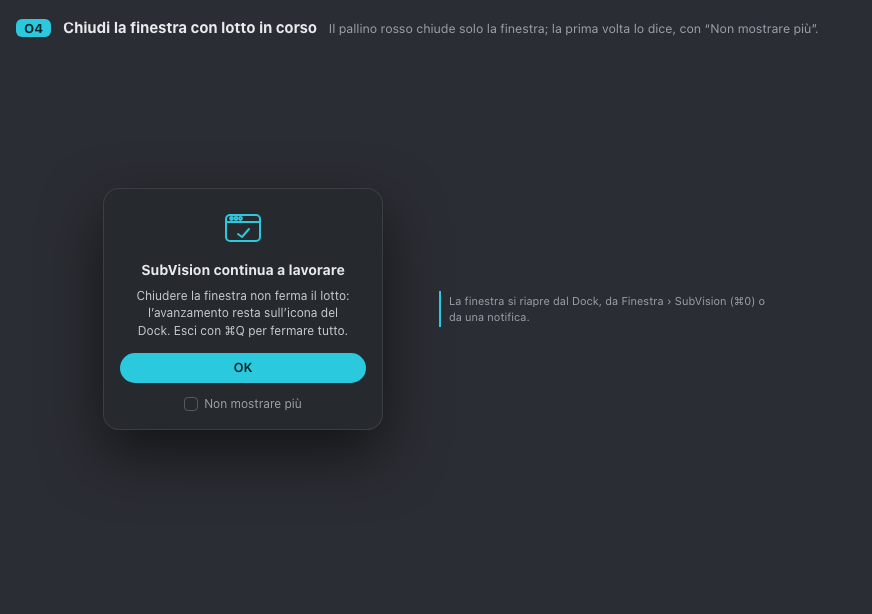 04 Chiudi la finestra con lotto in corso Il pallino rosso chiude solo la finestra; la prima volta lo dice, con “Non mostrare più”.
SubVision continua a lavorare
Chiudere la finestra non ferma il lotto:
l’avanzamento resta sull’icona del
Dock. Esci con ⌘Q per fermare tutto.
OK
Non mostrare più
La finestra si riapre dal Dock, da Finestra › SubVision (⌘0) o
da una notifica.